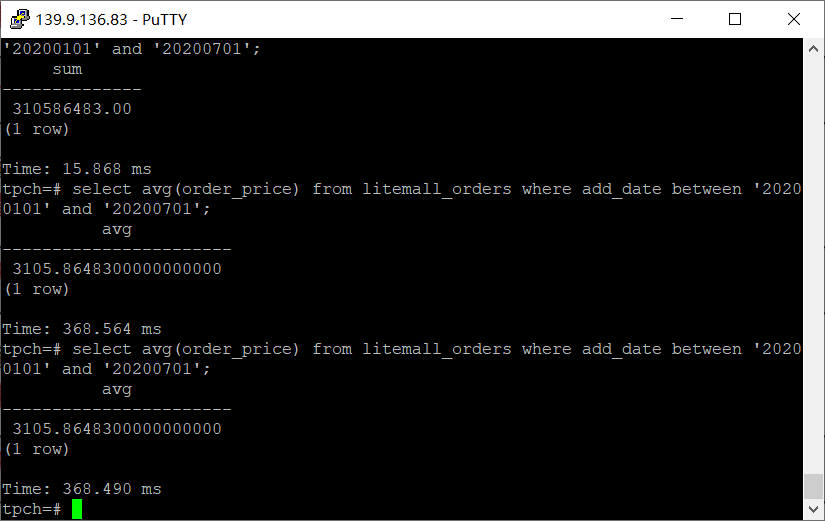 139.9.136.83 - PuTTY
'20200101' and '20200701';
sum
--------------
310586483.00
(1 row)
Time: 15.868 ms
tpch=# select avg(order_price) from litemall_orders where add_date between '2020
0101' and '20200701';
avg
-----------------------
3105.8648300000000000
(1 row)
Time: 368.564 ms
tpch=# select avg(order_price) from litemall_orders where add_date between '2020
0101' and '20200701';
avg
-----------------------
3105.8648300000000000
(1 row)
Time: 368.490 ms
tpch=#